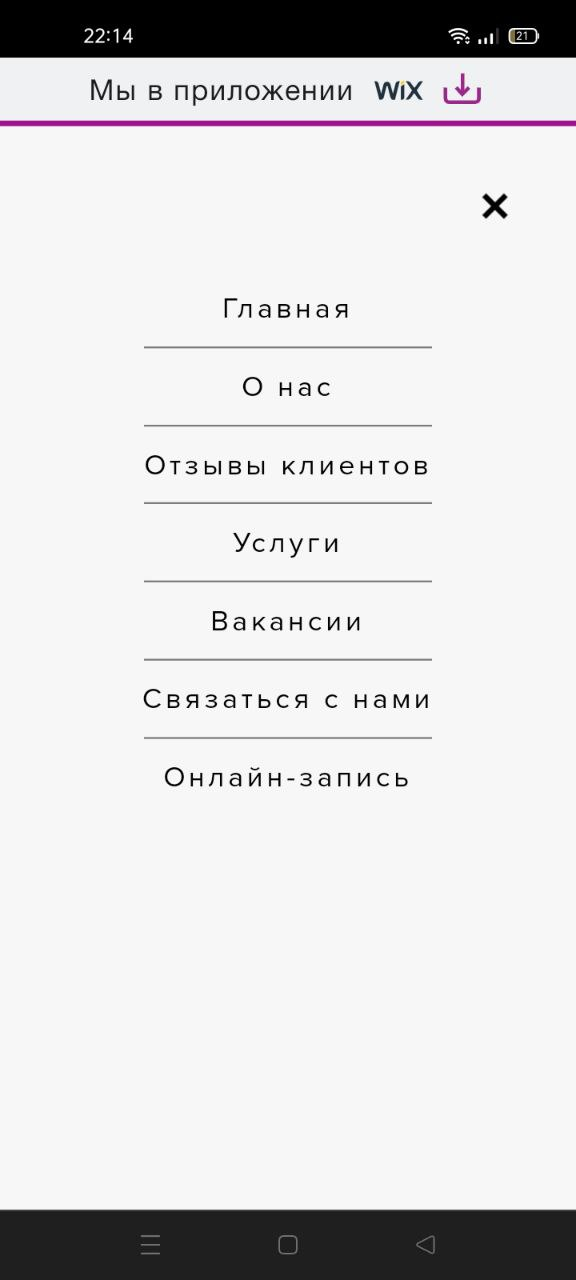 22:14
21
Мы в приложении WiX
Главная
О нас
Отзывы клиентов
Услуги
Вакансии
Связаться с нами
Онлайн-запись